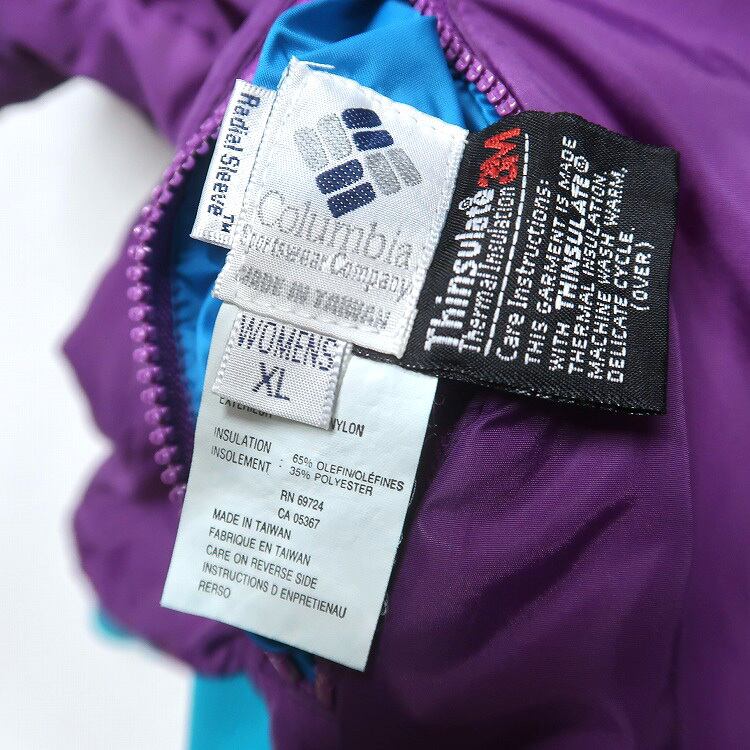 Radial Sleeve™
Columbia
Sportswear Company
MADE IN TAIWAN
WOMENS
XL
3M
Thinsulate®
Thermal Insulation
Care Instructions:
THIS GARMENT IS MADE
WITH THINSULATE®
THERMAL INSULATION
MACHINE WASH WARM,
DELICATE CYCLE.
(OVER)
NYLON
INSULATION
INSOLEMENT : 65% OLEFIN/OLÉFINES
35% POLYESTER
RN 69724
CA 05367
MADE IN TAIWAN
FABRIQUE EN TAIWAN
CARE ON REVERSE SIDE
INSTRUCTIONS D ENPRETIENAU
RERSO